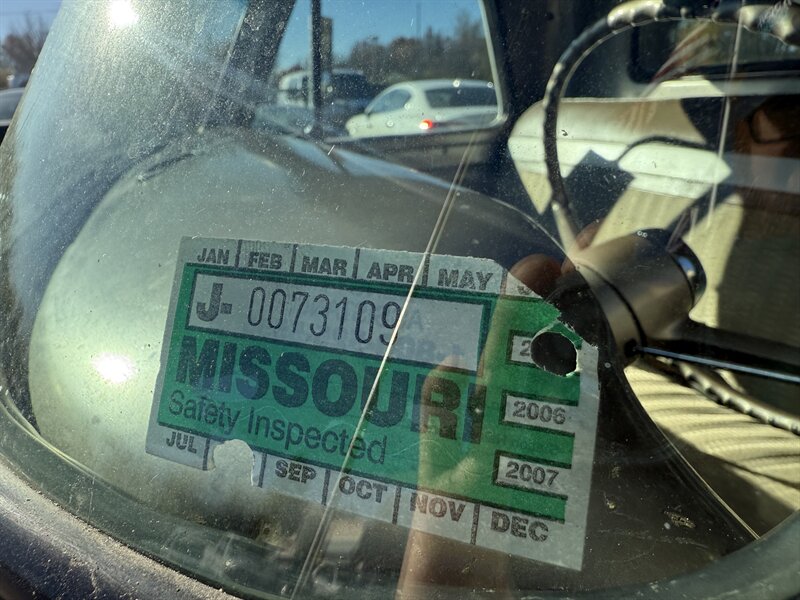 JAN FEB MAR APR MAY
J- 0073109
MISSOURI
Safety Inspected
2006
2007
JUL SEP OCT NOV DEC